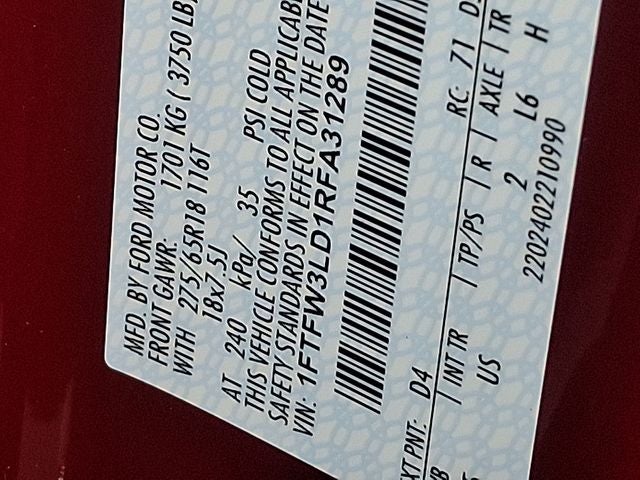 MFD. BY FORD MOTOR CO.
FRONT GAWR: 1701 KG ( 3750 LB
WITH 275/65R18 116T
18x7.5J
AT 240 kPa/ 35 PSI COLD
THIS VEHICLE CONFORMS TO ALL
SAFETY STANDARDS IN EFFECT ON THE DATE
VIN: 1FTFW3LD1RFA31289
PNT: D4 RC: 71
INT TR | TP/PS | R | AXLE | TR
US 2 L6 H
2202402210990